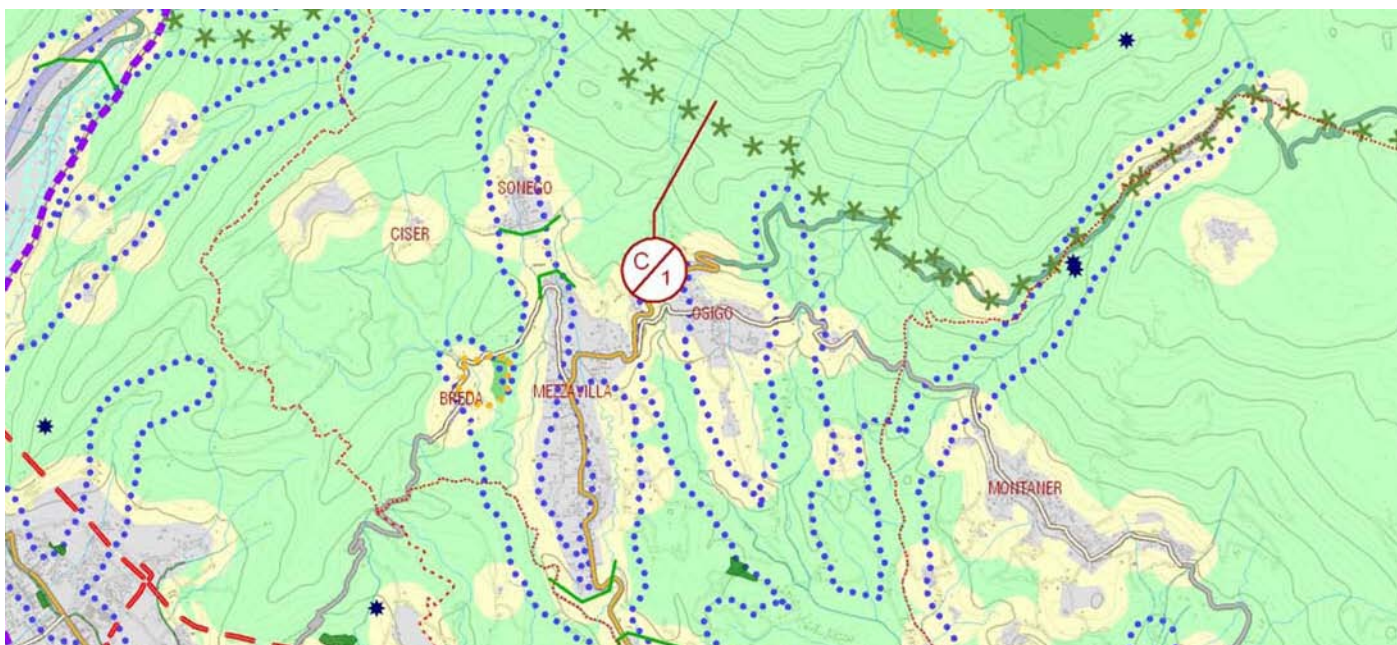 SONEGO
CISER
C
1
OSIGO
BREDA
MEZZAVILLA
MONTANER